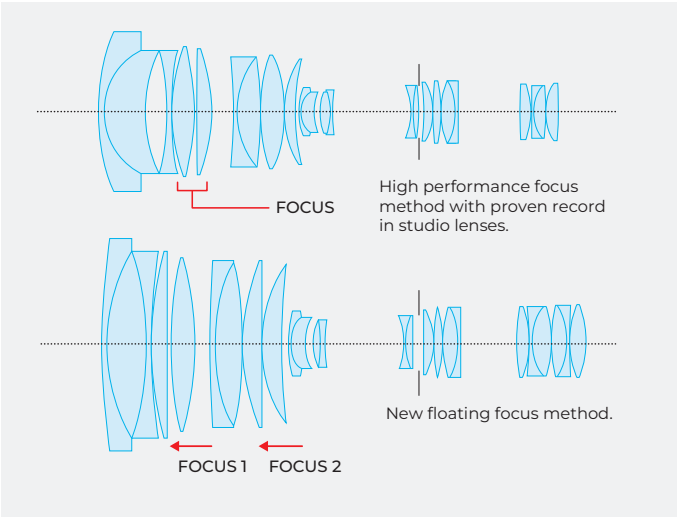 FOCUS
High performance focus
method with proven record
in studio lenses.
New floating focus method.
FOCUS 1
FOCUS 2